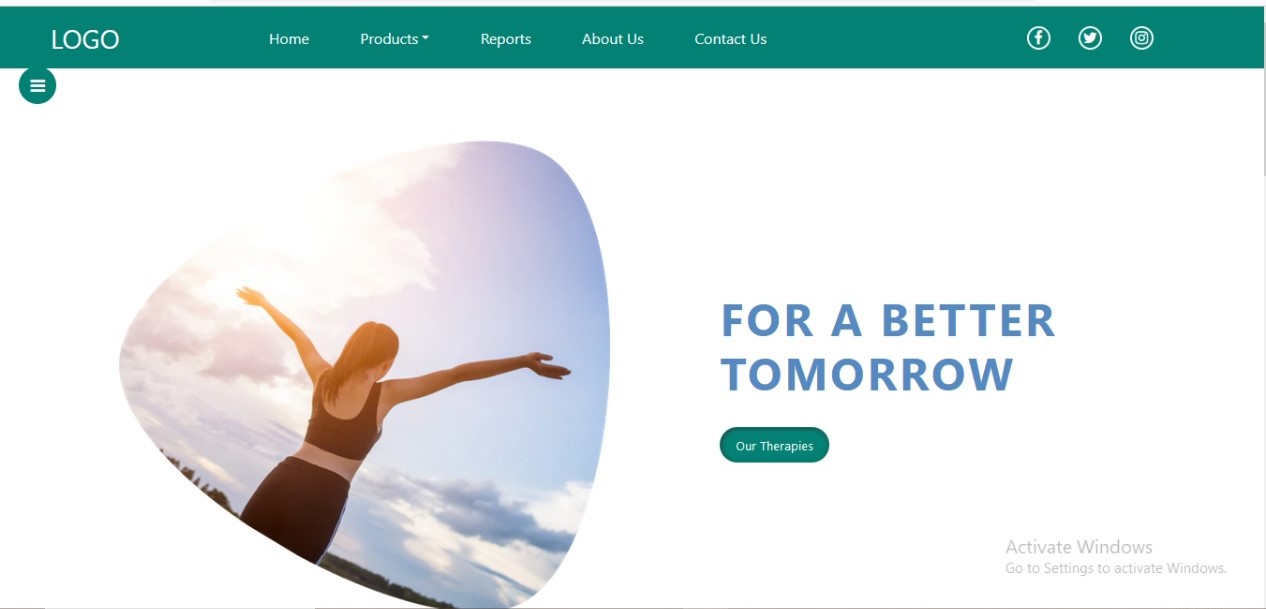 LOGO
Home
Products
Reports
About Us
Contact Us
FOR A BETTER
TOMORROW
Our Therapies
Activate Windows
Go to Settings to activate Windows.